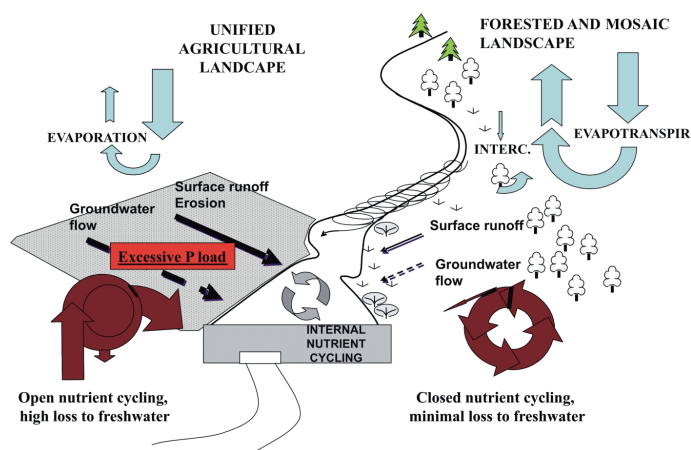 UNIFIED
AGRICULTURAL
LANDCAPE
FORESTED AND MOSAIC
LANDSCAPE
EVAPORATION
INTERC.
EVAPOTRANSPIR.
Surface runoff
Erosion
Groundwater
flow
Excessive P load
Surface runoff
Groundwater
flow
INTERNAL
NUTRIENT
CYCLING
Open nutrient cycling,
high loss to freshwater
Closed nutrient cycling,
minimal loss to freshwater